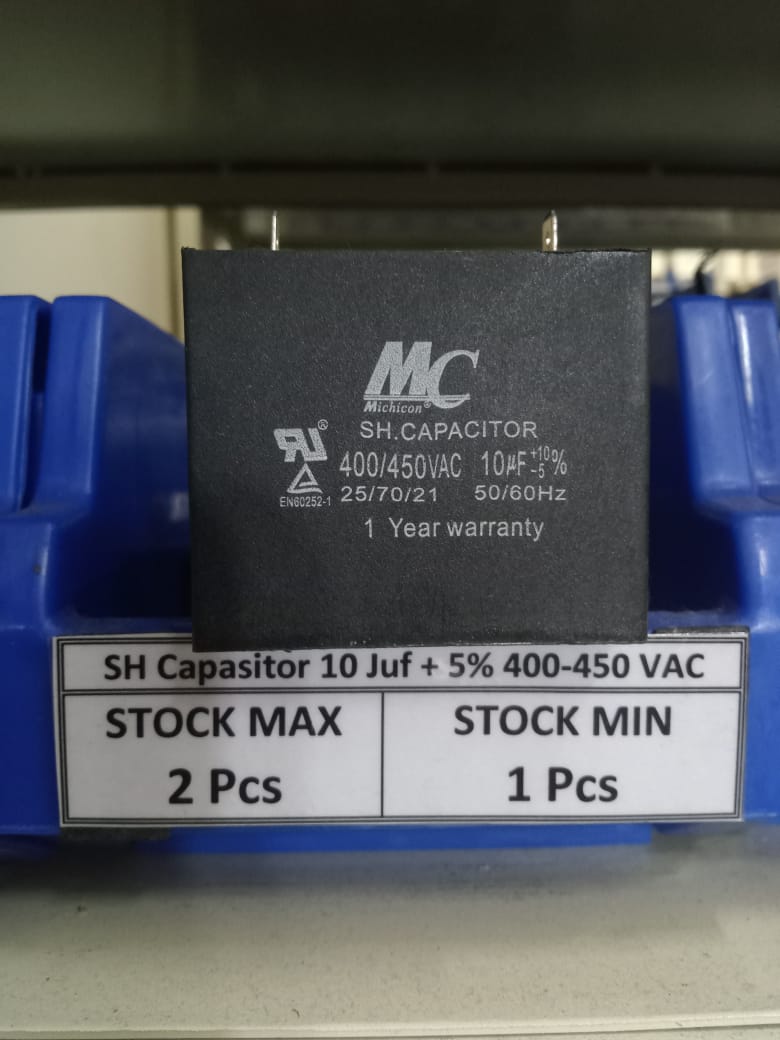 MC
Michicon®
SH.CAPACITOR
RU®
400/450VAC 10µF +10 -5 %
EN60252-1
25/70/21 50/60Hz
1 Year warranty
SH Capasitor 10 Juf + 5% 400-450 VAC
STOCK MAX
STOCK MIN
2 Pcs
1 Pcs